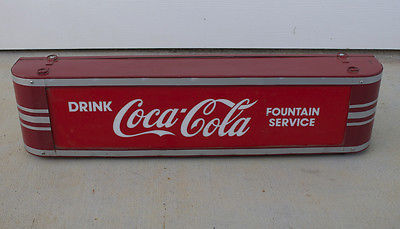 DRINK
Coca-Cola
FOUNTAIN
SERVICE